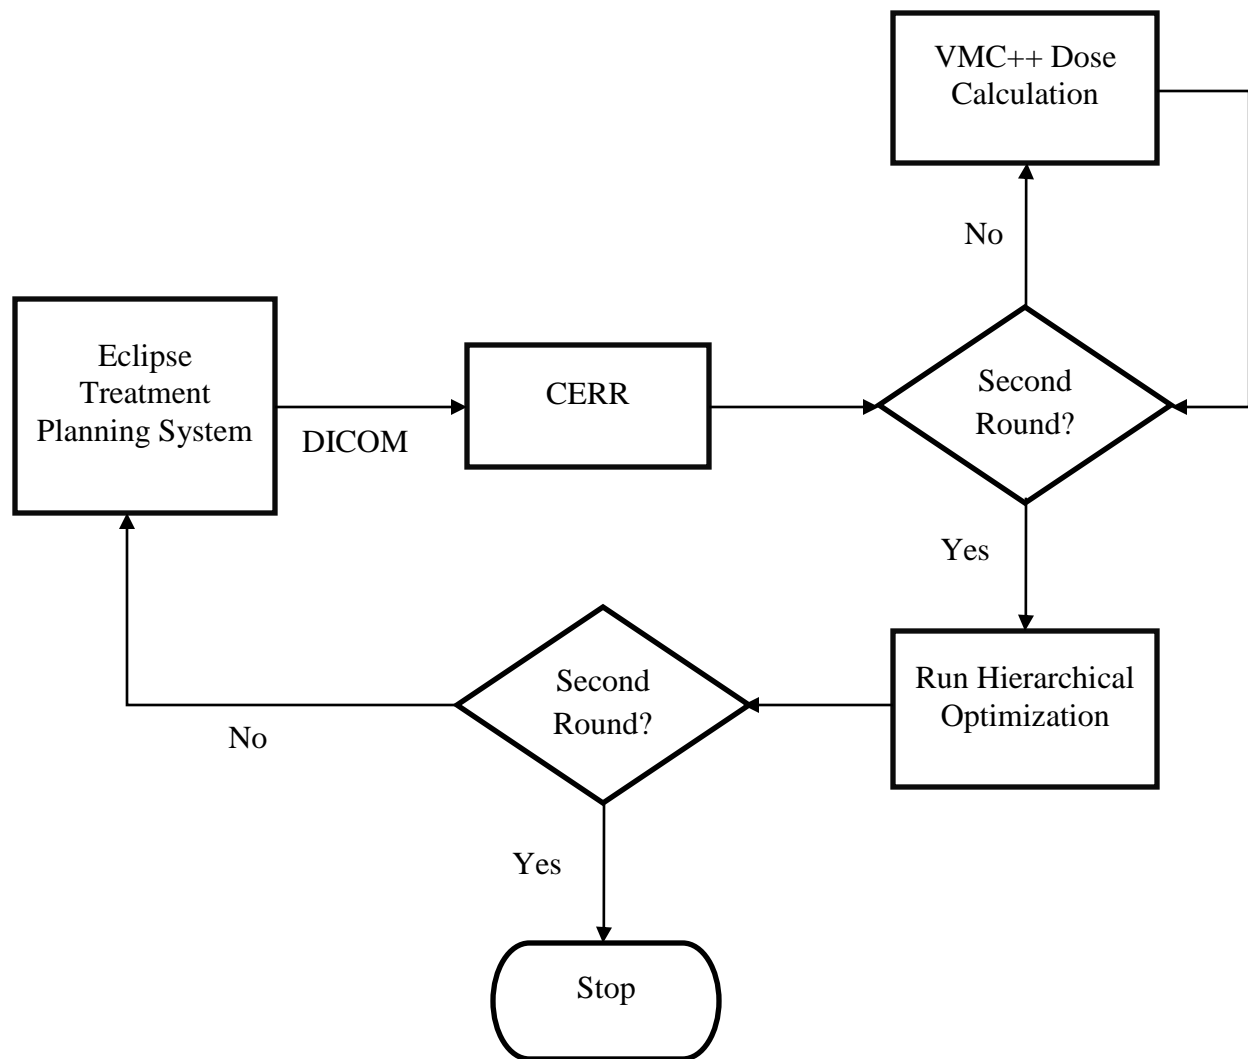 VMC++ Dose
Calculation
No
Eclipse
Treatment
Planning System
DICOM
CERR
Second
Round?
Yes
Run Hierarchical
Optimization
Second
Round?
No
Yes
Stop